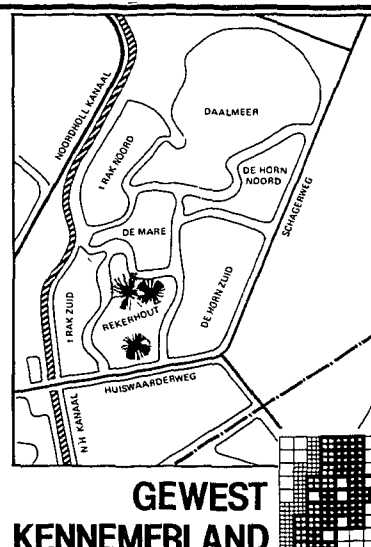 NOORDHOLL KANAAL
DAALMEER
'T RAK NOORD
DE HORN
NOORD
SCHAGERWEG
DE MARE
DE HORN ZUID
'T RAK ZUID
REKERHOUT
HUISWAARDERWEG
N H KANAAL
GEWEST
KENNEMERLAND